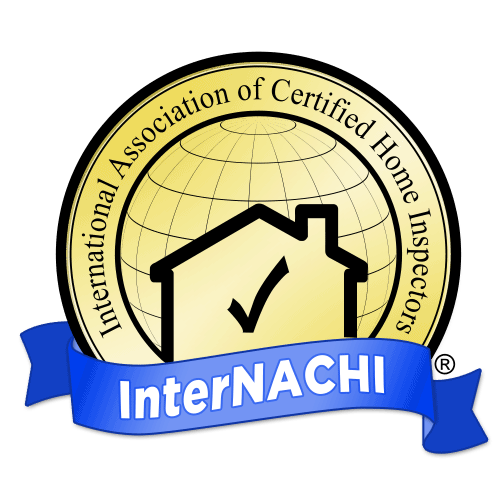 International Association of Certified Home Inspectors
InterNACHI
®